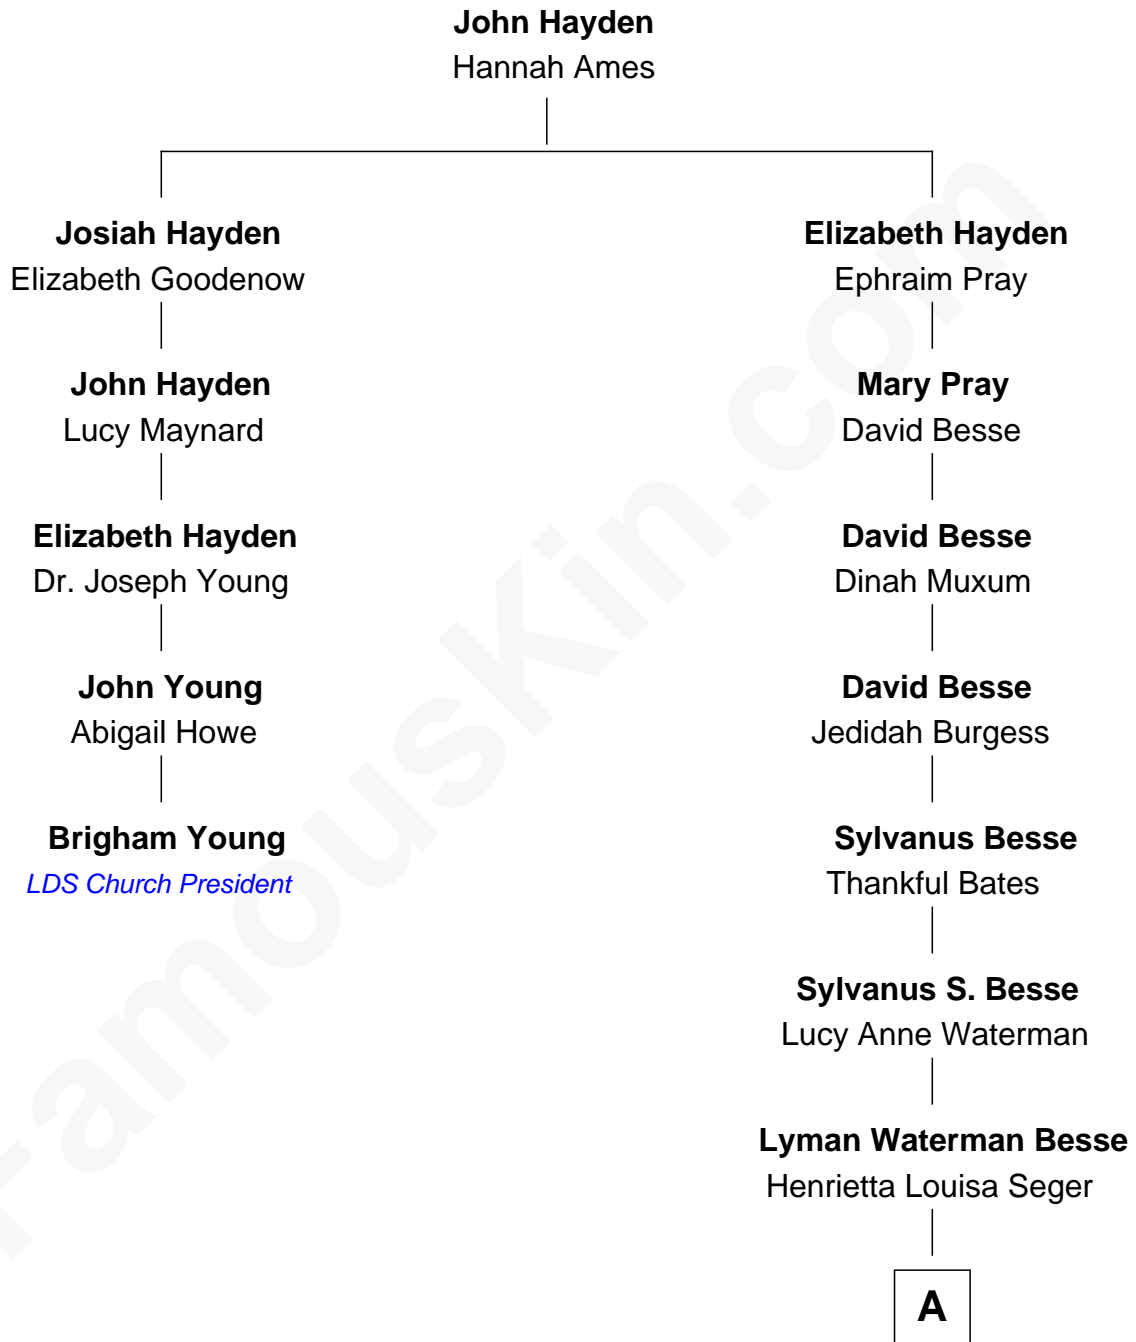 John Hayden
Hannah Ames
Josiah Hayden
Elizabeth Goodenow
John Hayden
Lucy Maynard
Elizabeth Hayden
Dr. Joseph Young
John Young
Abigail Howe
Brigham Young
LDS Church President
Elizabeth Hayden
Ephraim Pray
Mary Pray
David Besse
David Besse
Dinah Muxum
David Besse
Jedidah Burgess
Sylvanus Besse
Thankful Bates
Sylvanus S. Besse
Lucy Anne Waterman
Lyman Waterman Besse
Henrietta Louisa Seger
A
FamousKin.com